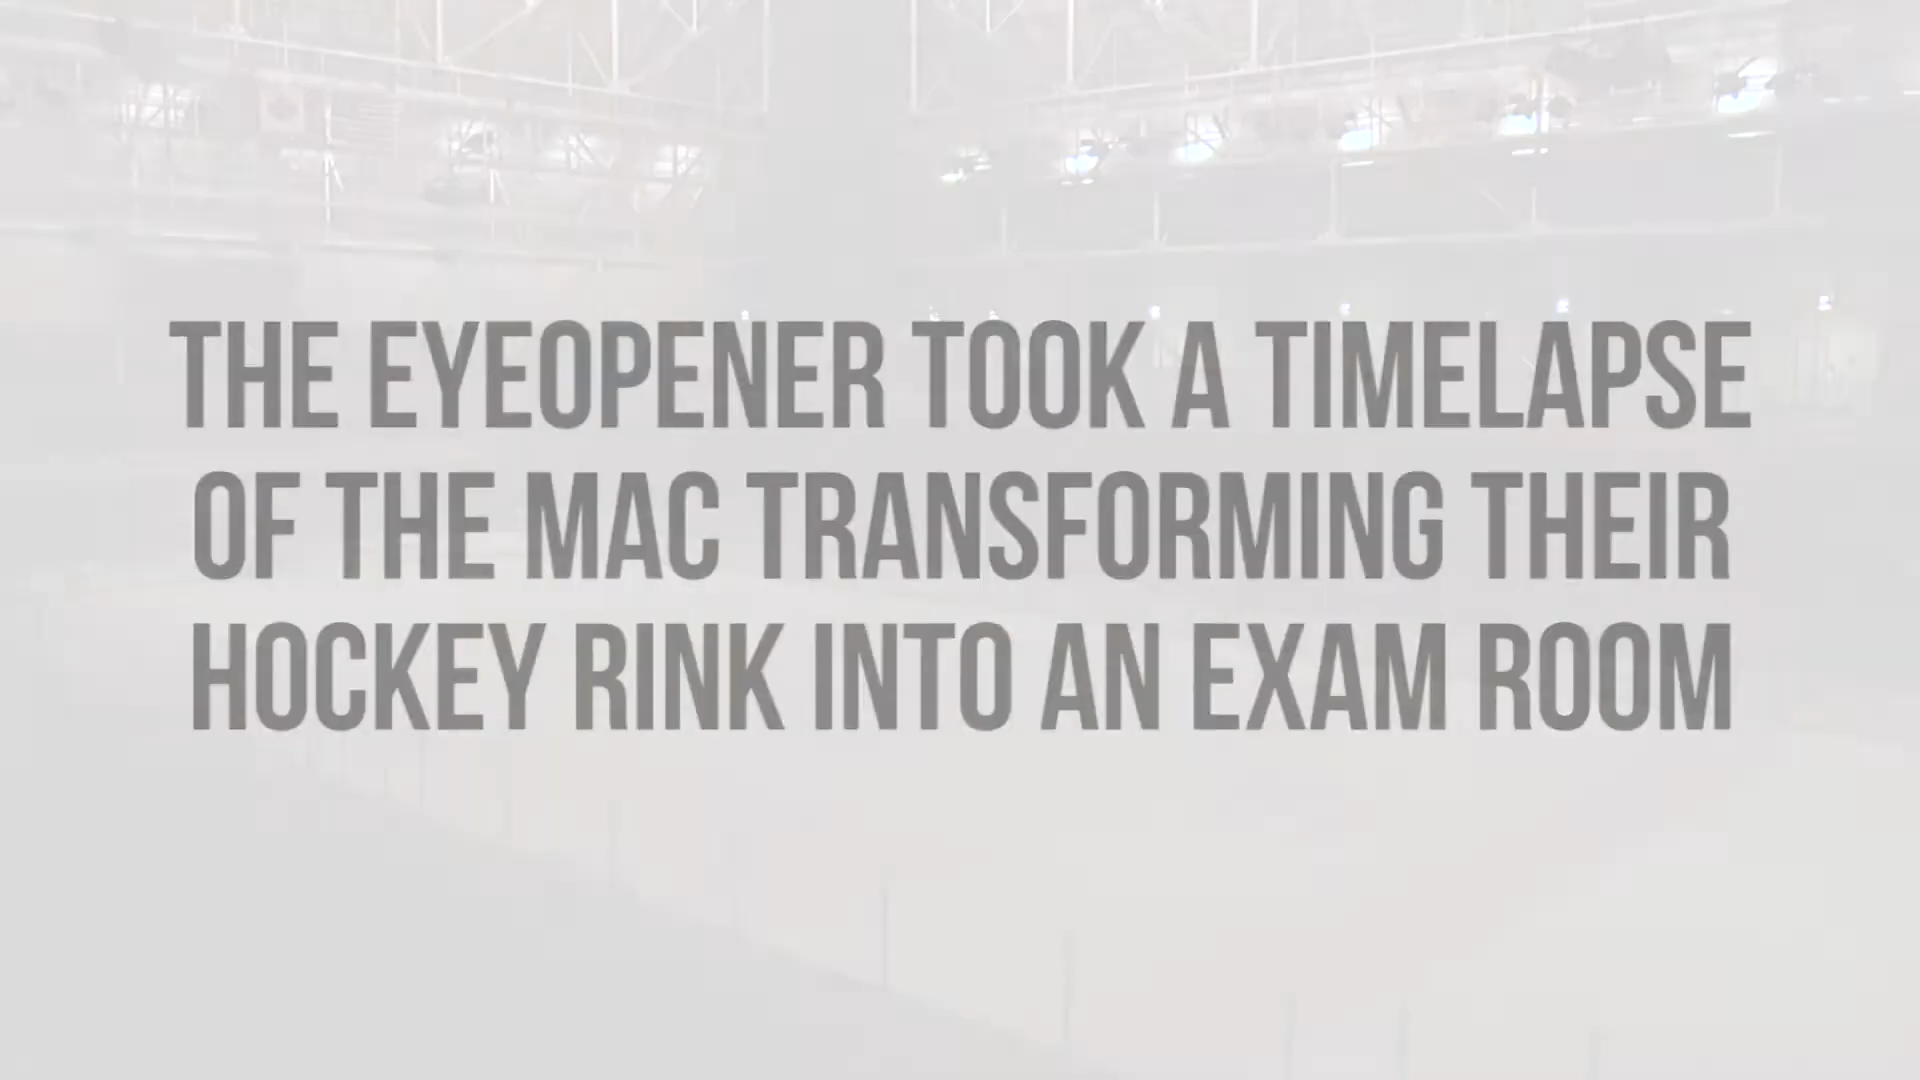 THE EYEOPENER TOOK A TIMELAPSE
OF THE MAC TRANSFORMING THEIR
HOCKEY RINK INTO AN EXAM ROOM